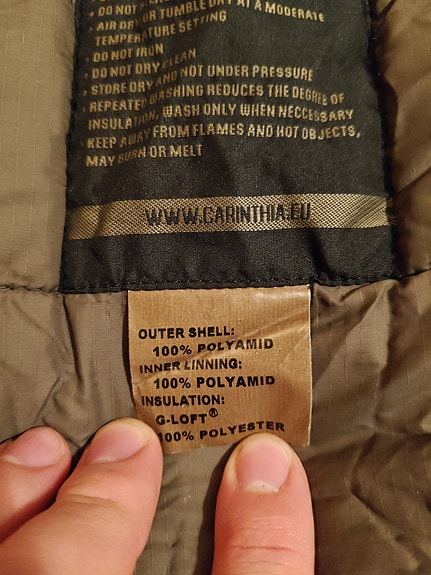 • DO NOT
• AIR DRY OR TUMBLE DRY AT A MODERATE
TEMPERATURE SETTING
• DO NOT IRON
• DO NOT DRY CLEAN
• STORE DRY AND NOT UNDER PRESSURE
• REPEATED WASHING REDUCES THE DEGREE OF
INSULATION, WASH ONLY WHEN NECCESSARY
• KEEP AWAY FROM FLAMES AND HOT OBJECTS,
MAY BURN OR MELT
WWW.CARINTHIA.EU
OUTER SHELL:
100% POLYAMID
INNER LINNING:
100% POLYAMID
INSULATION:
G-LOFT®
100% POLYESTER